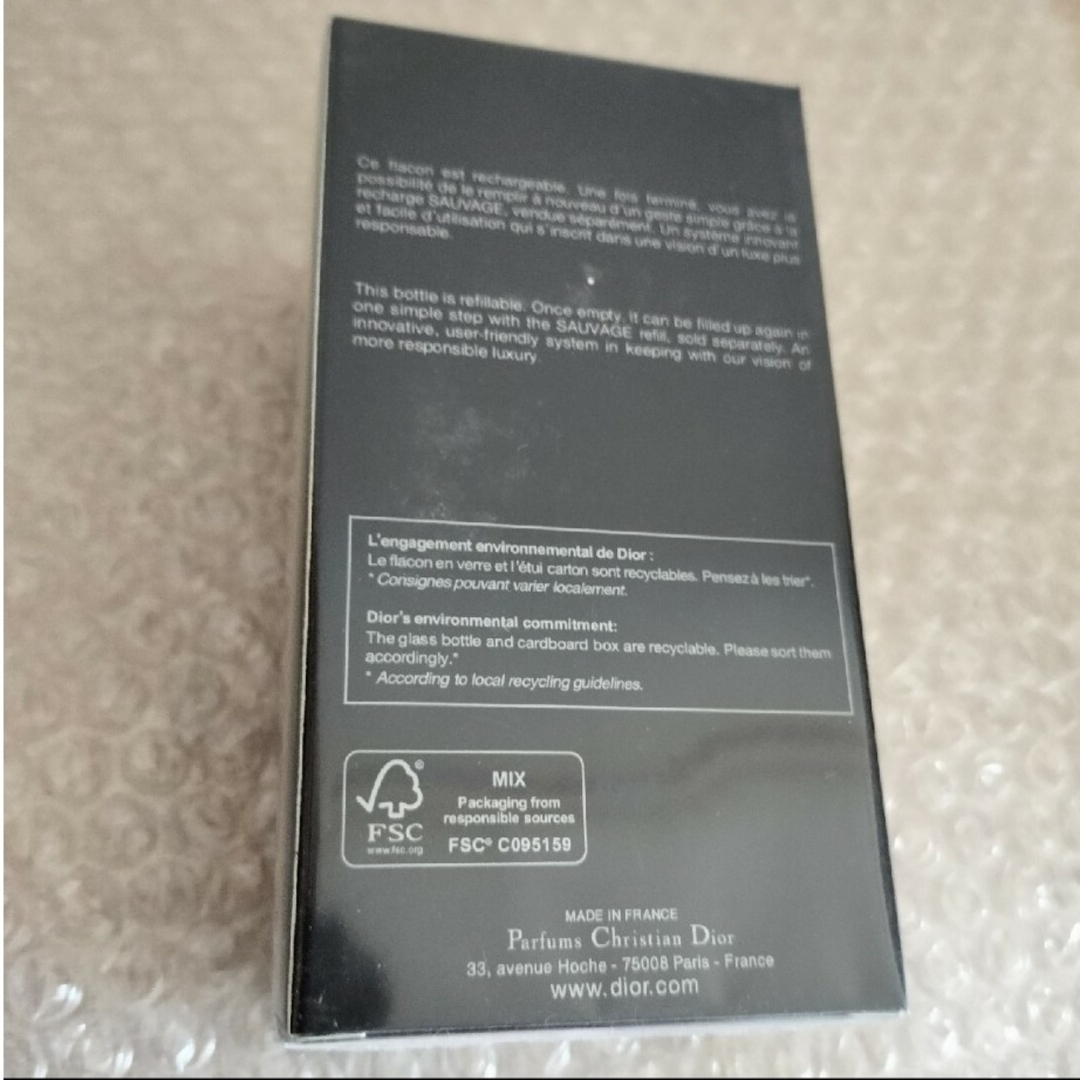 Ce flacon est rechargeable. Une fois terminé, vous avez la
possibilité de le remplir à nouveau d'un geste simple grâce à la
recharge SAUVAGE, vendue séparément. Un système innovant
et facile d'utilisation qui s'inscrit dans une vision d'un luxe plus
responsable.
This bottle is refillable. Once empty, it can be filled up again in
one simple step with the SAUVAGE refill, sold separately. An
innovative, user-friendly system in keeping with our vision of
more responsible luxury
L'engagement environnemental de Dior :
Le flacon en verre et l'étui carton sont recyclables. Pensez à les trier*.
* Consignes pouvant varier localement.
Dior's environmental commitment:
The glass bottle and cardboard box are recyclable. Please sort them
accordingly.*
* According to local recycling guidelines.
FSC®
www.fsc.org
MIX
Packaging from
responsible sources
FSC® C095159
MADE IN FRANCE
Parfums Christian Dior
33, avenue Hoche - 75008 Paris - France
www.dior.com